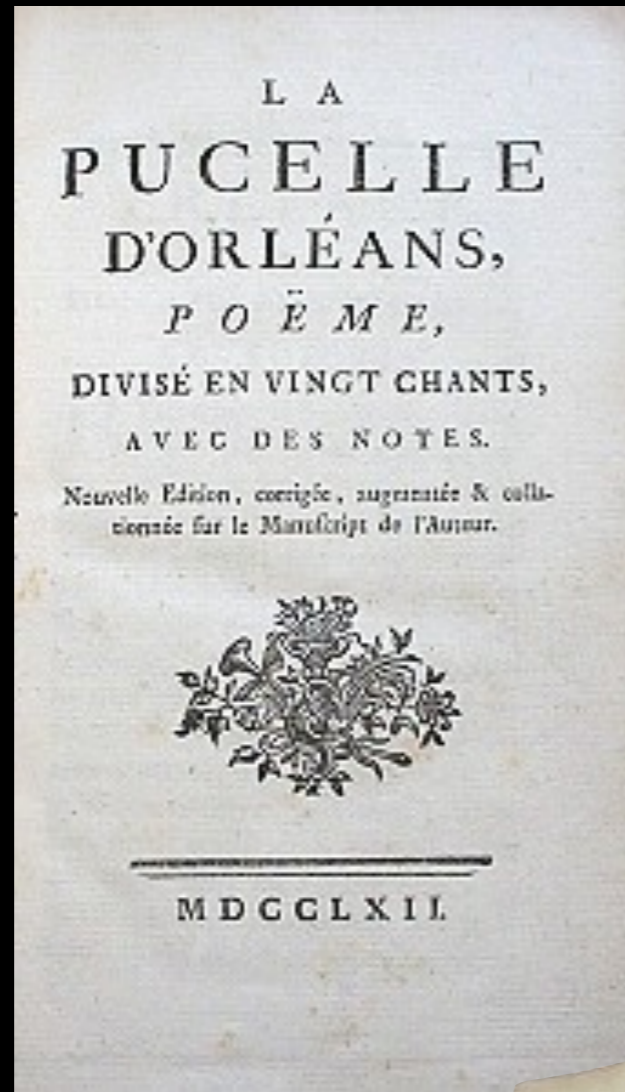 LA
PUCELLE
D'ORLÉANS,
POËME,
DIVISÉ EN VINGT CHANTS,
AVEC DES NOTES.
Nouvelle Edition, corrigée, augmentée & colla-
tionnée sur le Manuscript de l'Auteur.
MDCCLXII.